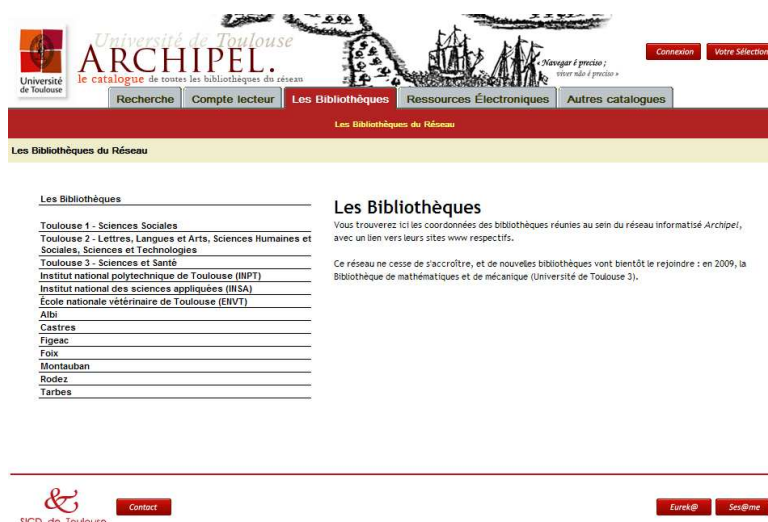 Université de Toulouse
ARCHIPEL.
le catalogue de toutes les bibliothèques du réseau
Université
de Toulouse
« Navegar é preciso ;
viver não é preciso »
Connexion
Votre Sélection
Recherche
Compte lecteur
Les Bibliothèques
Ressources Électroniques
Autres catalogues
Les Bibliothèques du Réseau
Les Bibliothèques du Réseau
Les Bibliothèques
Toulouse 1 - Sciences Sociales
Toulouse 2 - Lettres, Langues et Arts, Sciences Humaines et
Sociales, Sciences et Technologies
Toulouse 3 - Sciences et Santé
Institut national polytechnique de Toulouse (INPT)
Institut national des sciences appliquées (INSA)
École nationale vétérinaire de Toulouse (ENVT)
Albi
Castres
Figeac
Foix
Montauban
Rodez
Tarbes
Les Bibliothèques
Vous trouverez ici les coordonnées des bibliothèques réunies au sein du réseau informatisé Archipel,
avec un lien vers leurs sites www respectifs.
Ce réseau ne cesse de s'accroître, et de nouvelles bibliothèques vont bientôt le rejoindre : en 2009, la
Bibliothèque de mathématiques et de mécanique (Université de Toulouse 3).
SICD de Toulouse
Contact
Eurek@
Ses@me